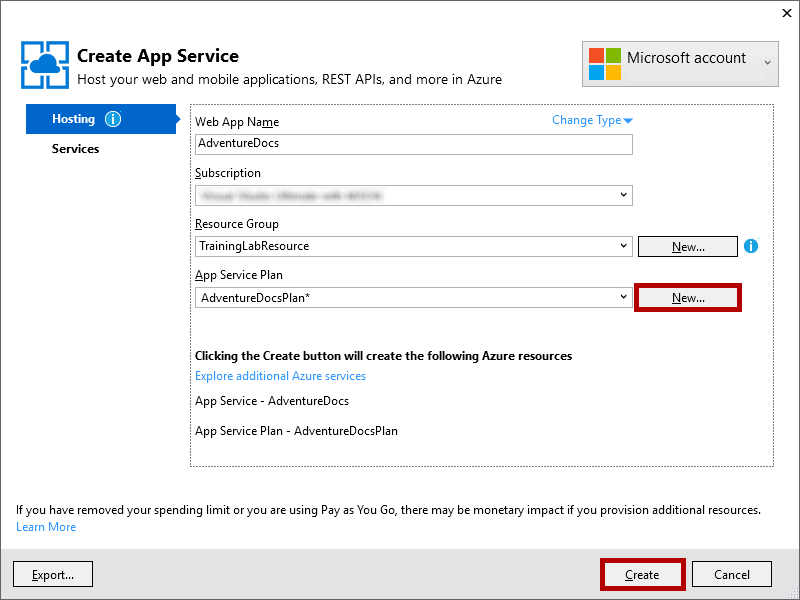 Create App Service
Host your web and mobile applications, REST APIs, and more in Azure
Microsoft account
Hosting
Services
Web App Name
Change Type
AdventureDocs
Subscription
Resource Group
TrainingLabResource
New...
App Service Plan
AdventureDocsPlan*
New...
Clicking the Create button will create the following Azure resources
Explore additional Azure services
App Service - AdventureDocs
App Service Plan - AdventureDocsPlan
If you have removed your spending limit or you are using Pay as You Go, there may be monetary impact if you provision additional resources.
Learn More
Export...
Create
Cancel